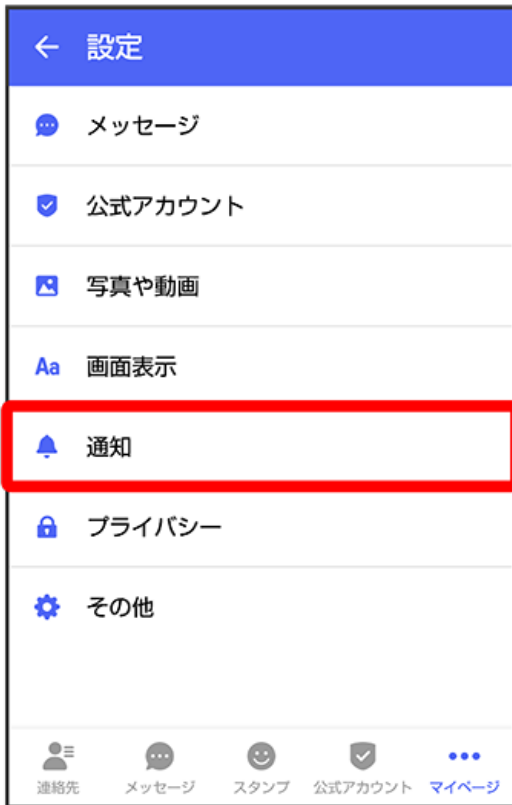 設定
メッセージ
公式アカウント
写真や動画
Aa 画面表示
通知
プライバシー
その他
連絡先 メッセージ スタンプ 公式アカウント マイページ